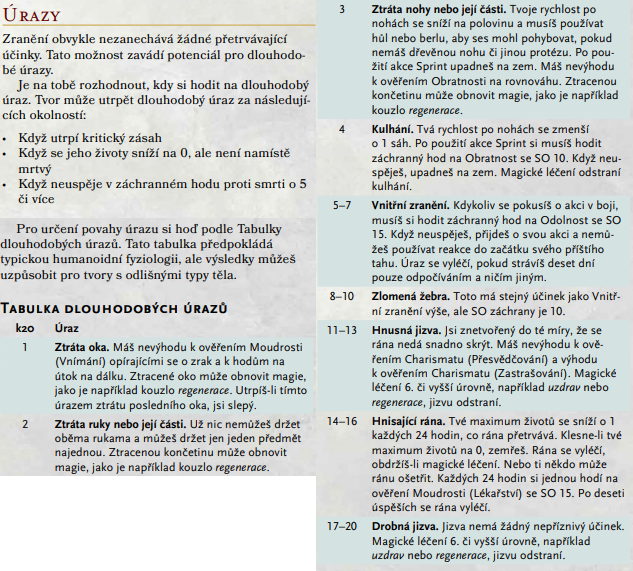 Úrazy
Zranění obvykle nezanechává žádné přetrvávající
účinky. Tato možnost zavádí potenciál pro dlouhodo-
bé úrazy.
Je na tobě rozhodnout, kdy si hodit na dlouhodobý
úraz. Tvor může utrpět dlouhodobý úraz za následují-
cích okolností:
• Když utrpí kritický zásah
• Když se jeho životy sníží na 0, ale není namístě
mrtvý
• Když neuspěje v záchranném hodu proti smrti o 5
či více
Pro určení povahy úrazu si hoď podle Tabulky
dlouhodobých úrazů. Tato tabulka předpokládá
typickou humanoidní fyziologii, ale výsledky můžeš
uzpůsobit pro tvory s odlišnými typy těla.
Tabulka dlouhodobých úrazů
k20 Úraz
1 Ztráta oka. Máš nevýhodu k ověřením Moudrosti
(Vnímání) opírajícími se o zrak a k hodům na
útok na dálku. Ztracené oko může obnovit magie,
jako je například kouzlo regenerace. Utrpíš-li tímto
úrazem ztrátu posledního oka, jsi slepý.
2 Ztráta ruky nebo její části. Už nic nemůžeš držet
oběma rukama a můžeš držet jen jeden předmět
najednou. Ztracenou končetinu může obnovit
magie, jako je například kouzlo regenerace.
3 Ztráta nohy nebo její části. Tvoje rychlost po
nohách se sníží na polovinu a musíš používat
hůl nebo berlu, aby ses mohl pohybovat, pokud
nemáš dřevěnou nohu či jinou protézu. Po pou-
žití akce Sprint upadneš na zem. Máš nevýhodu
k ověřením Obratnosti na rovnováhu. Ztracenou
končetinu může obnovit magie, jako je například
kouzlo regenerace.
4 Kulhání. Tvá rychlost po nohách se zmenší
o 1 sáh. Po použití akce Sprint si musíš hodit
záchranný hod na Obratnost se SO 10. Když neu-
spěješ, upadneš na zem. Magické léčení odstraní
kulhání.
5–7 Vnitřní zranění. Kdykoliv se pokusíš o akci v boji,
musíš si hodit záchranný hod na Odolnost se SO
15. Když neuspěješ, přijdeš o svou akci a nemů-
žeš používat reakce do začátku svého příštího
tahu. Úraz se vyléčí, pokud strávíš deset dní
pouze odpočíváním a ničím jiným.
8–10 Zlomená žebra. Toto má stejný účinek jako Vnitř-
ní zranění výše, ale SO záchrany je 10.
11–13 Hnusná jizva. Jsi znetvořený do té míry, že se
rána nedá snadno skrýt. Máš nevýhodu k ově-
řením Charismatu (Přesvědčování) a výhodu
k ověřením Charismatu (Zastrašování). Magické
léčení 6. či vyšší úrovně, například uzdrav nebo
regenerace, jizvu odstraní.
14–16 Hnisající rána. Tvé maximum životů se sníží o 1
každých 24 hodin, co rána přetrvává. Klesne-li tvé
maximum životů na 0, zemřeš. Rána se vyléčí,
obdržíš-li magické léčení. Nebo ti někdo může
ránu ošetřit. Každých 24 hodin si jednou hodí na
ověření Moudrosti (Lékařství) se SO 15. Po deseti
úspěších se rána vyléčí.
17–20 Drobná jizva. Jizva nemá žádný nepříznivý účinek.
Magické léčení 6. či vyšší úrovně, například
uzdrav nebo regenerace, jizvu odstraní.